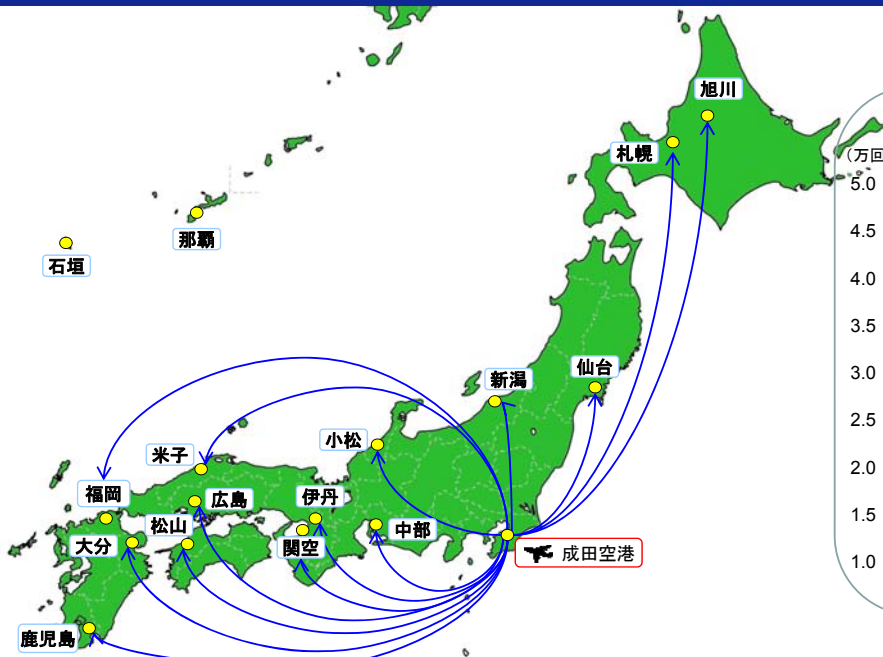 旭川
札幌
(万回
5.0
那覇
4.5
石垣
4.0
3.5
仙台
新潟
3.0
2.5
小松
米子
2.0
福岡
広島
伊丹
1.5
松山
中部
大分
関空
成田空港
1.0
鹿児島